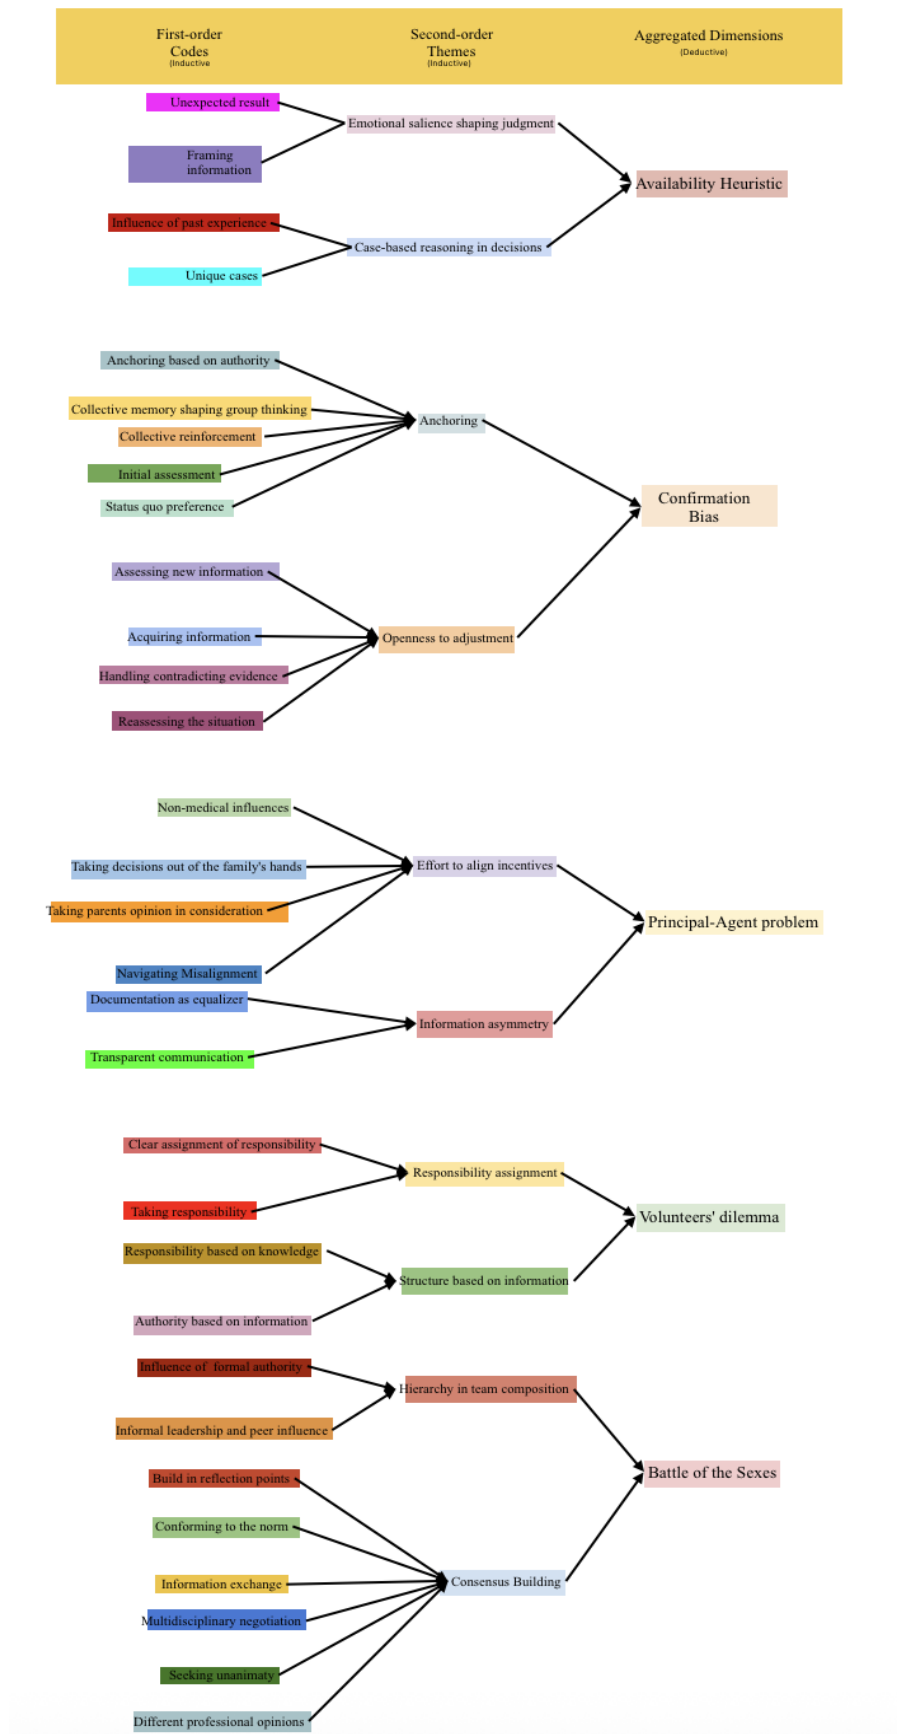 First-order
Codes
(Inductive
Second-order
Themes
(Inductive)
Aggregated Dimensions
(Deductive)
Unexpected result
Emotional salience shaping judgment
Framing
information
Availability Heuristic
Influence of past experience
Case-based reasoning in decisions
Unique cases
Anchoring based on authority
Collective memory shaping group thinking
Anchoring
Collective reinforcement
Initial assessment
Status quo preference
Confirmation
Bias
Assessing new information
Acquiring information
Openness to adjustment
Handling contradicting evidence
Reassessing the situation
Non-medical influences
Taking decisions out of the family's hands
Effort to align incentives
Taking parents opinion in consideration
Principal-Agent problem
Navigating Misalignment
Documentation as equalizer
Information asymmetry
Transparent communication
Clear assignment of responsibility
Responsibility assignment
Taking responsibility
Volunteers' dilemma
Responsibility based on knowledge
Structure based on information
Authority based on information
Influence of  formal authority
Hierarchy in team composition
Informal leadership and peer influence
Battle of the Sexes
Build in reflection points
Conforming to the norm
Information exchange
Consensus Building
Multidisciplinary negotiation
Seeking unanimaty
Different professional opinions